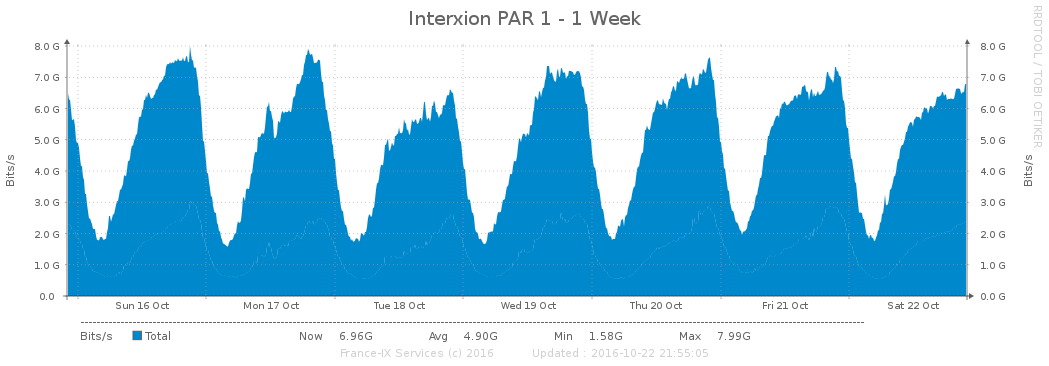 Interxion PAR 1 - 1 Week
RRDTOOL / TOBI OETIKER
Bits/s
8.0 G
7.0 G
6.0 G
5.0 G
4.0 G
3.0 G
2.0 G
1.0 G
0.0
8.0 G
7.0 G
6.0 G
5.0 G
4.0 G
3.0 G
2.0 G
1.0 G
0.0 G
Bits/s
Sun 16 Oct Mon 17 Oct Tue 18 Oct Wed 19 Oct Thu 20 Oct Fri 21 Oct Sat 22 Oct
Bits/s Total Now 6.96G Avg 4.90G Min 1.58G Max 7.99G
France-IX Services (c) 2016 Updated : 2016-10-22 21:55:05